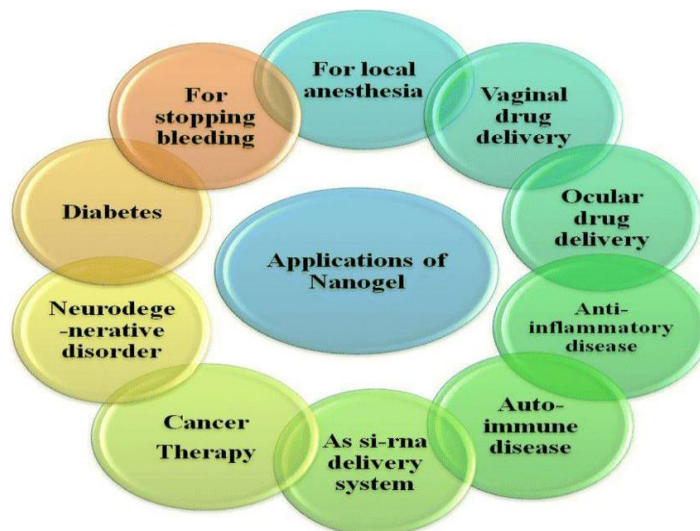 For local
anesthesia
Vaginal
drug
delivery
Ocular
drug
delivery
Anti-
inflammatory
disease
Auto-
immune
disease
As si-rna
delivery
system
Cancer
Therapy
Neurodege
-nerative
disorder
Diabetes
For
stopping
bleeding
Applications of
Nanogel